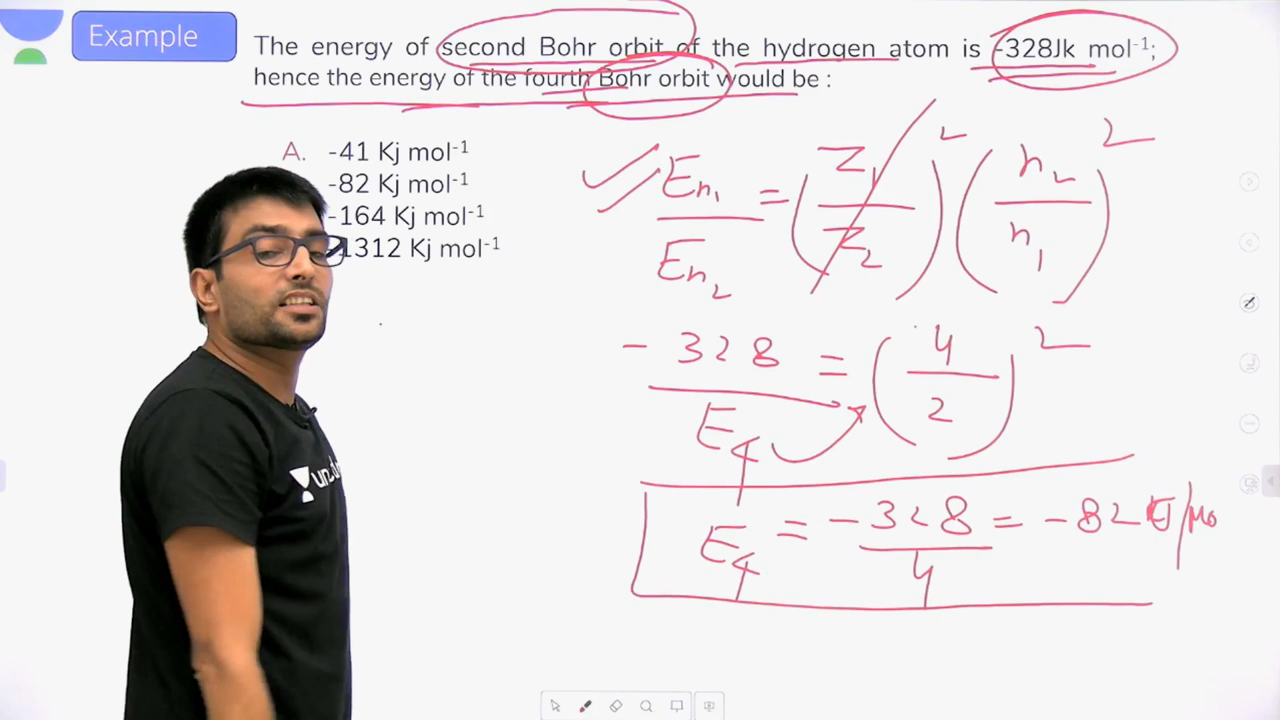 Example
The energy of second Bohr orbit of the hydrogen atom is -328Jk mol⁻¹;
hence the energy of the fourth Bohr orbit would be :
A. -41 Kj mol⁻¹
-82 Kj mol⁻¹
-164 Kj mol⁻¹
-1312 Kj mol⁻¹
En₁/En₂ = (Z₁/Z₂)² (n₂/n₁)²
-328/E₄ = (4/2)²
E₄ = -328/4 = -82 KJ/mo